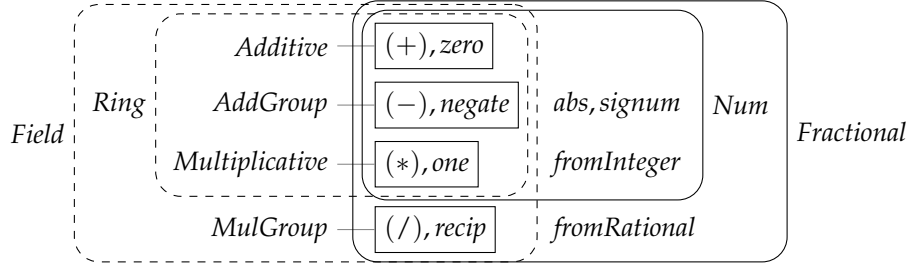 Additive (+), zero
Ring AddGroup (−), negate abs, signum Num
Field Fractional
Multiplicative (∗), one fromInteger
MulGroup (/), recip fromRational